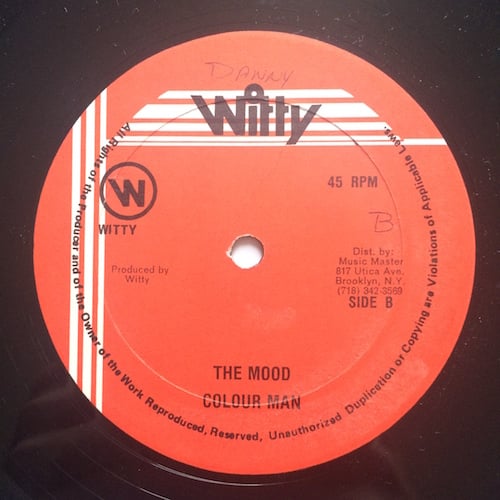 DANNY
Witty
W
WITTY
45 RPM
B
Produced by
Witty
Dist. by:
Music Master
817 Utica Ave.
Brooklyn, N.Y.
(718) 342-3569
SIDE B
THE MOOD
COLOUR MAN
All Rights of the Producer and of the Owner of the Work Reproduced, Reserved, Unauthorized Duplication or Copying are Violations of Applicable Laws.